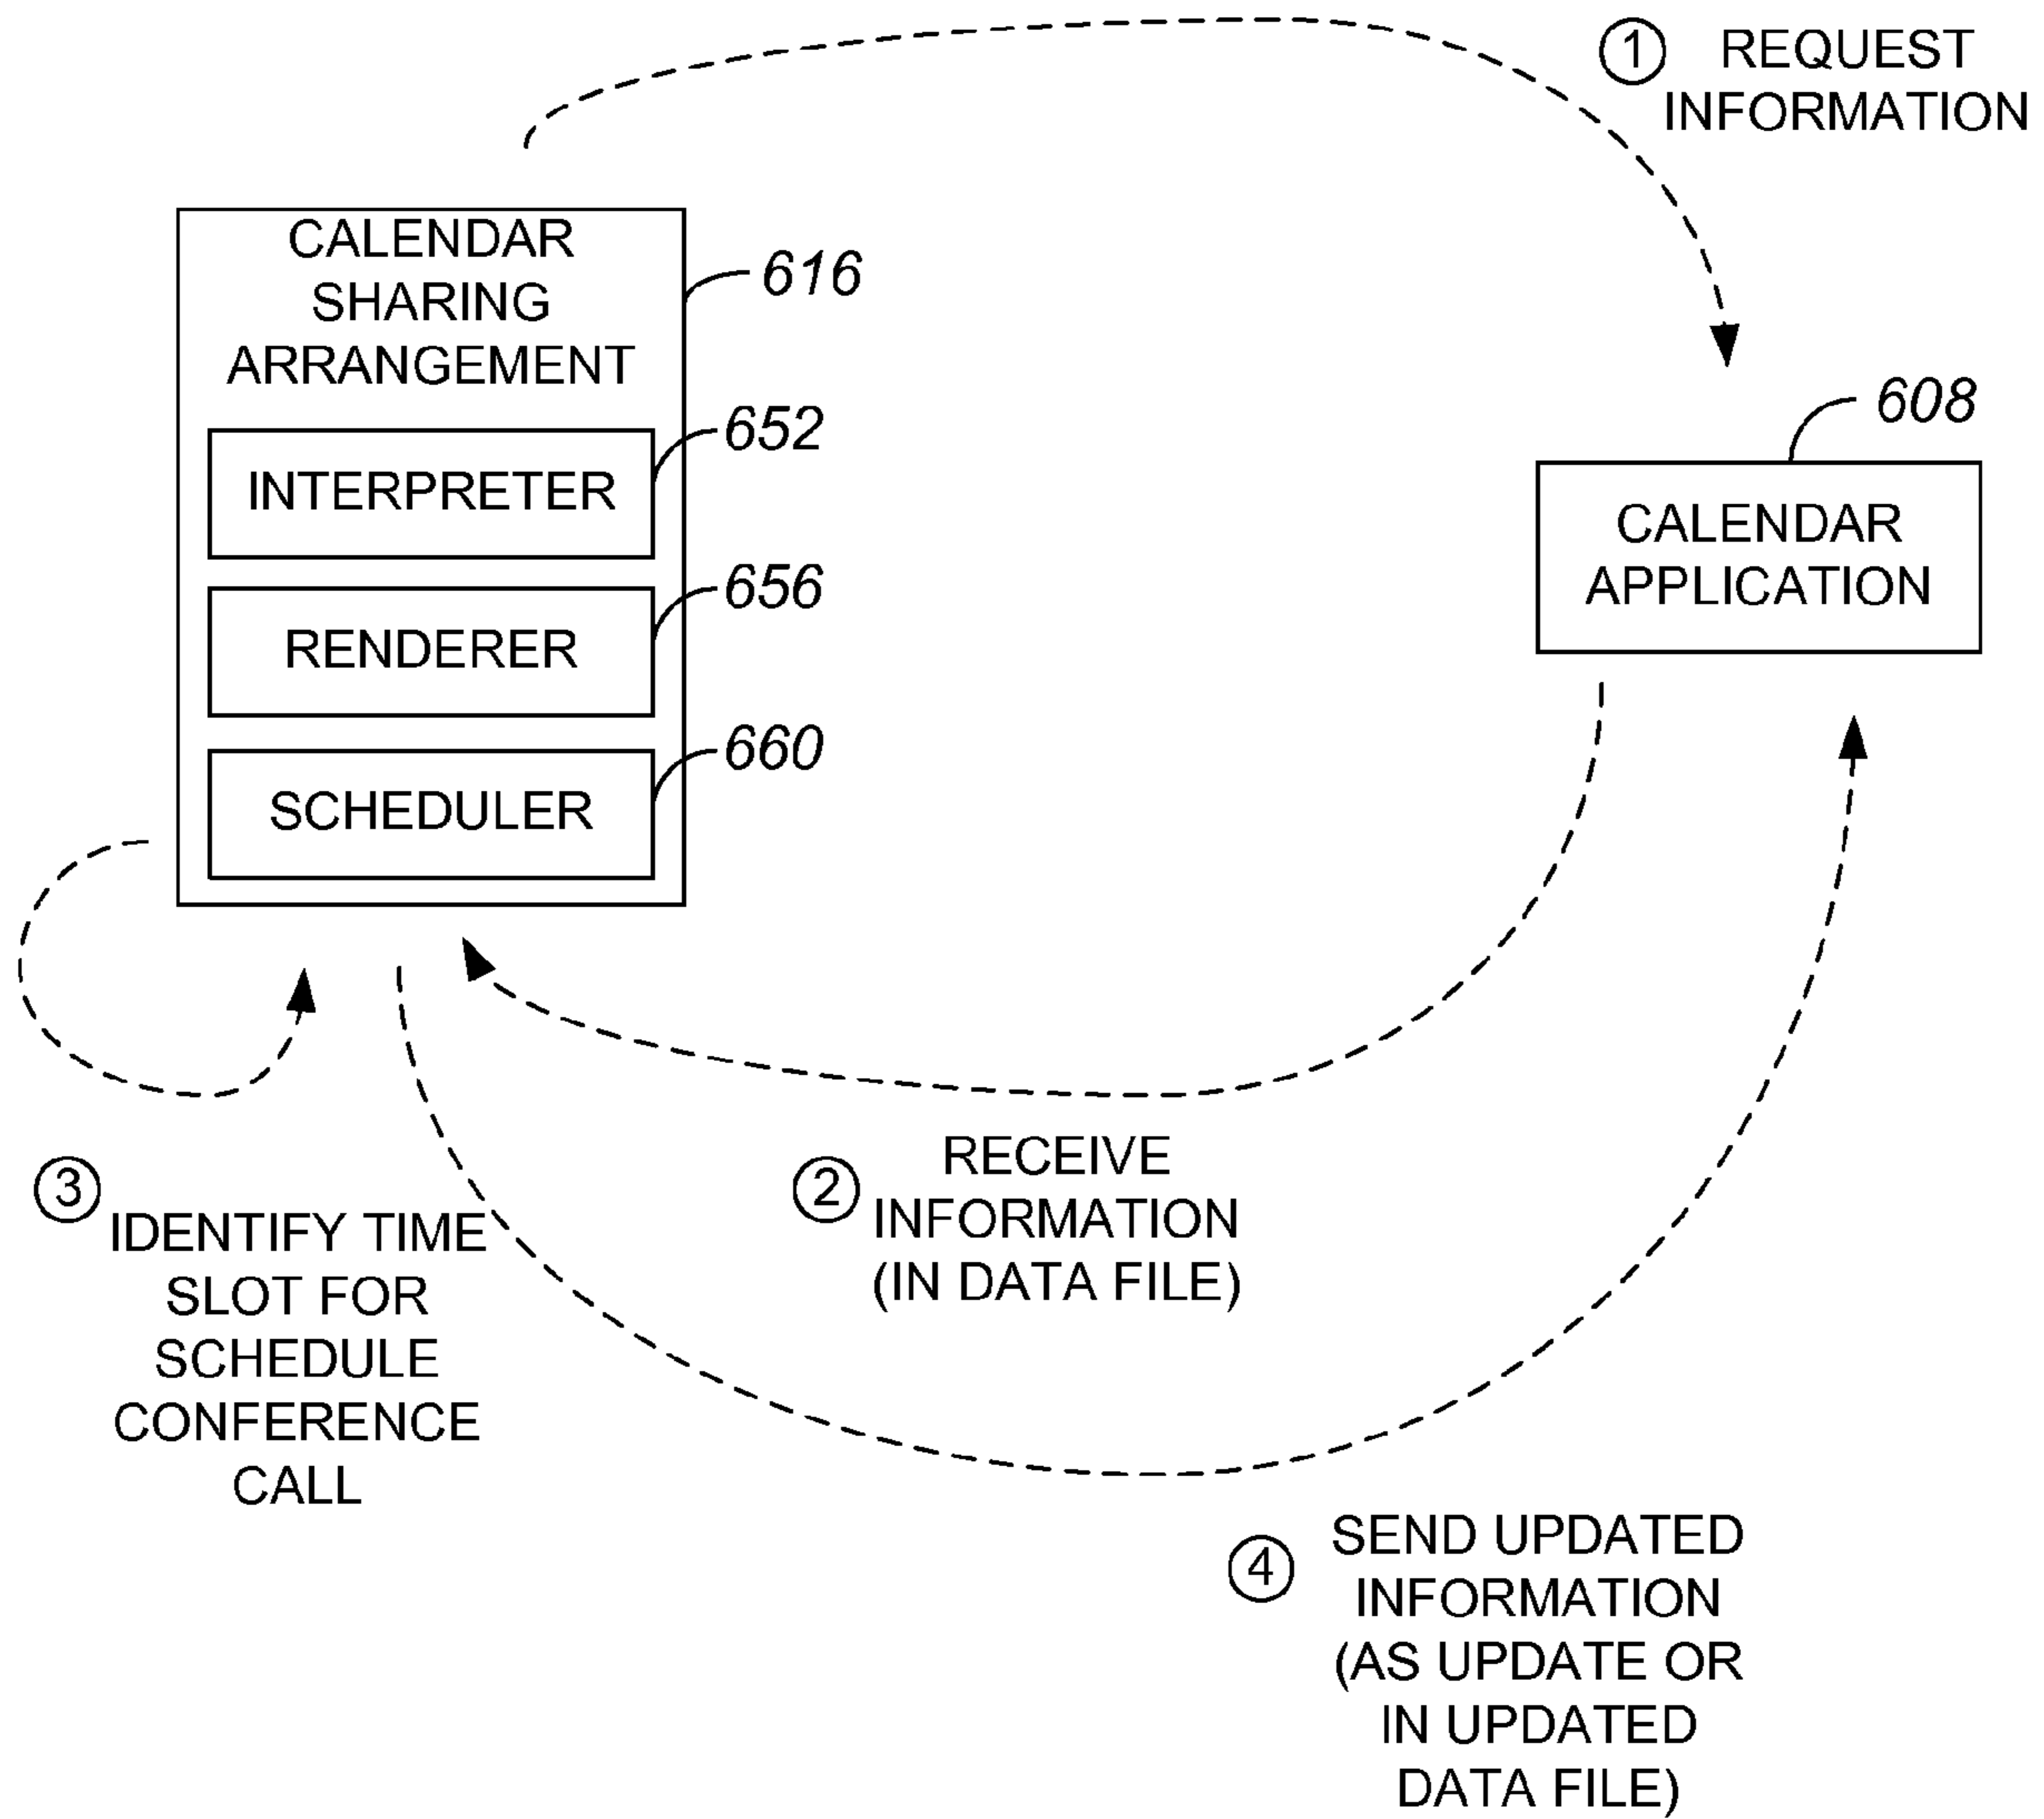 1 REQUEST
INFORMATION
CALENDAR
SHARING
ARRANGEMENT
616
INTERPRETER
652
RENDERER
656
SCHEDULER
660
608
CALENDAR
APPLICATION
2 RECEIVE
INFORMATION
(IN DATA FILE)
3
IDENTIFY TIME
SLOT FOR
SCHEDULE
CONFERENCE
CALL
4 SEND UPDATED
INFORMATION
(AS UPDATE OR
IN UPDATED
DATA FILE)